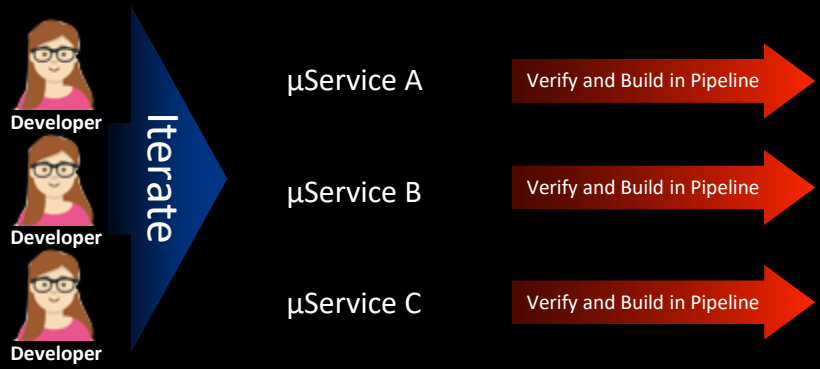 Developer
Iterate
μService A
Verify and Build in Pipeline
Developer
μService B
Verify and Build in Pipeline
Developer
μService C
Verify and Build in Pipeline